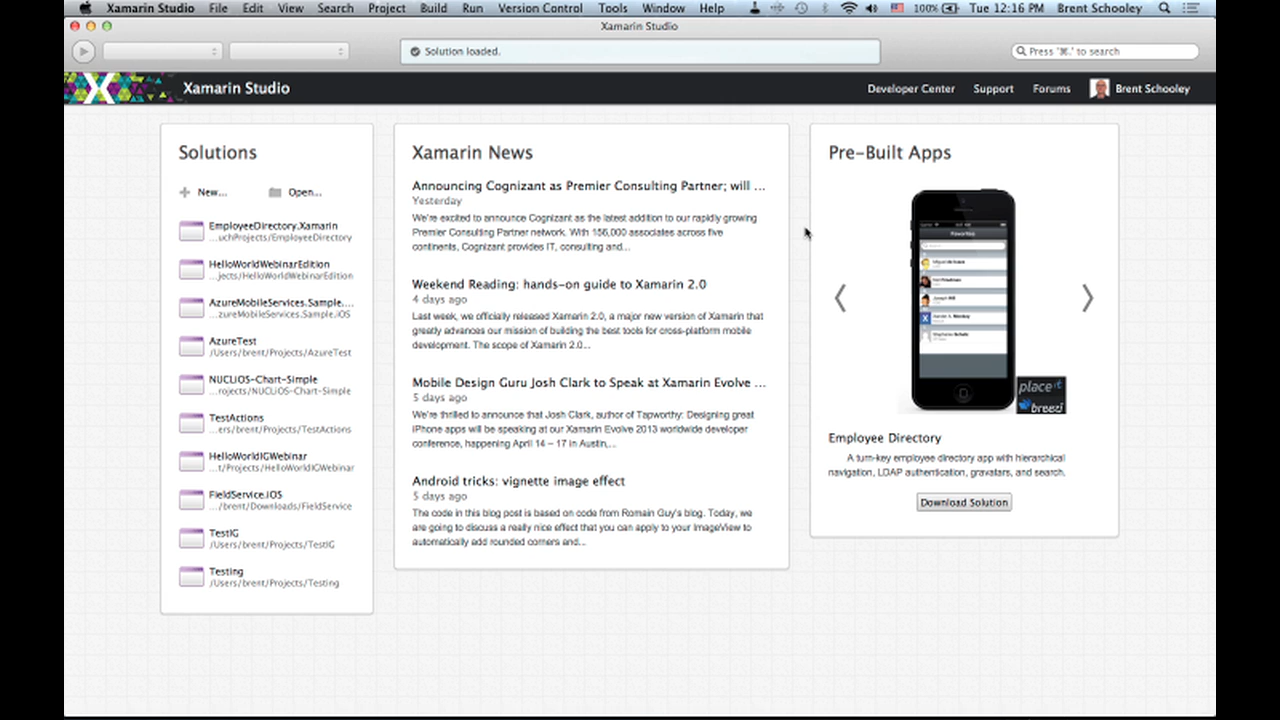 Xamarin Studio File Edit View Search Project Build Run Version Control Tools Window Help 100% Tue 12:16 PM Brent Schooley
Xamarin Studio
Solution loaded.
Press '⌘.' to search
X Xamarin Studio Developer Center Support Forums Brent Schooley
Solutions
New... Open...
EmployeeDirectory.Xamarin
...uchProjects/EmployeeDirectory
HelloWorldWebinarEdition
...jects/HelloWorldWebinarEdition
AzureMobileServices.Sample....
...zureMobileServices.Sample.iOS
AzureTest
/Users/brent/Projects/AzureTest
NUCLiOS-Chart-Simple
...rojects/NUCLiOS-Chart-Simple
TestActions
...ers/brent/Projects/TestActions
HelloWorldIGWebinar
...t/Projects/HelloWorldIGWebinar
FieldService.iOS
.../brent/Downloads/FieldService
TestIG
/Users/brent/Projects/TestIG
Testing
/Users/brent/Projects/Testing
Xamarin News
Announcing Cognizant as Premier Consulting Partner; will ...
Yesterday
We're excited to announce Cognizant as the latest addition to our rapidly growing
Premier Consulting Partner network. With 156,000 associates across five
continents, Cognizant provides IT, consulting and...
Weekend Reading: hands-on guide to Xamarin 2.0
4 days ago
Last week, we officially released Xamarin 2.0, a major new version of Xamarin that
greatly advances our mission of building the best tools for cross-platform mobile
development. The scope of Xamarin 2.0...
Mobile Design Guru Josh Clark to Speak at Xamarin Evolve ...
5 days ago
We're thrilled to announce that Josh Clark, author of Tapworthy: Designing great
iPhone apps will be speaking at our Xamarin Evolve 2013 worldwide developer
conference, happening April 14 – 17 in Austin,...
Android tricks: vignette image effect
5 days ago
The code in this blog post is based on code from Romain Guy's blog. Today, we
are going to discuss a really nice effect that you can apply to your ImageView to
automatically add rounded corners and...
Pre-Built Apps
Favorites
place it
breezi
Employee Directory
A turn-key employee directory app with hierarchical
navigation, LDAP authentication, gravatars, and search.
Download Solution